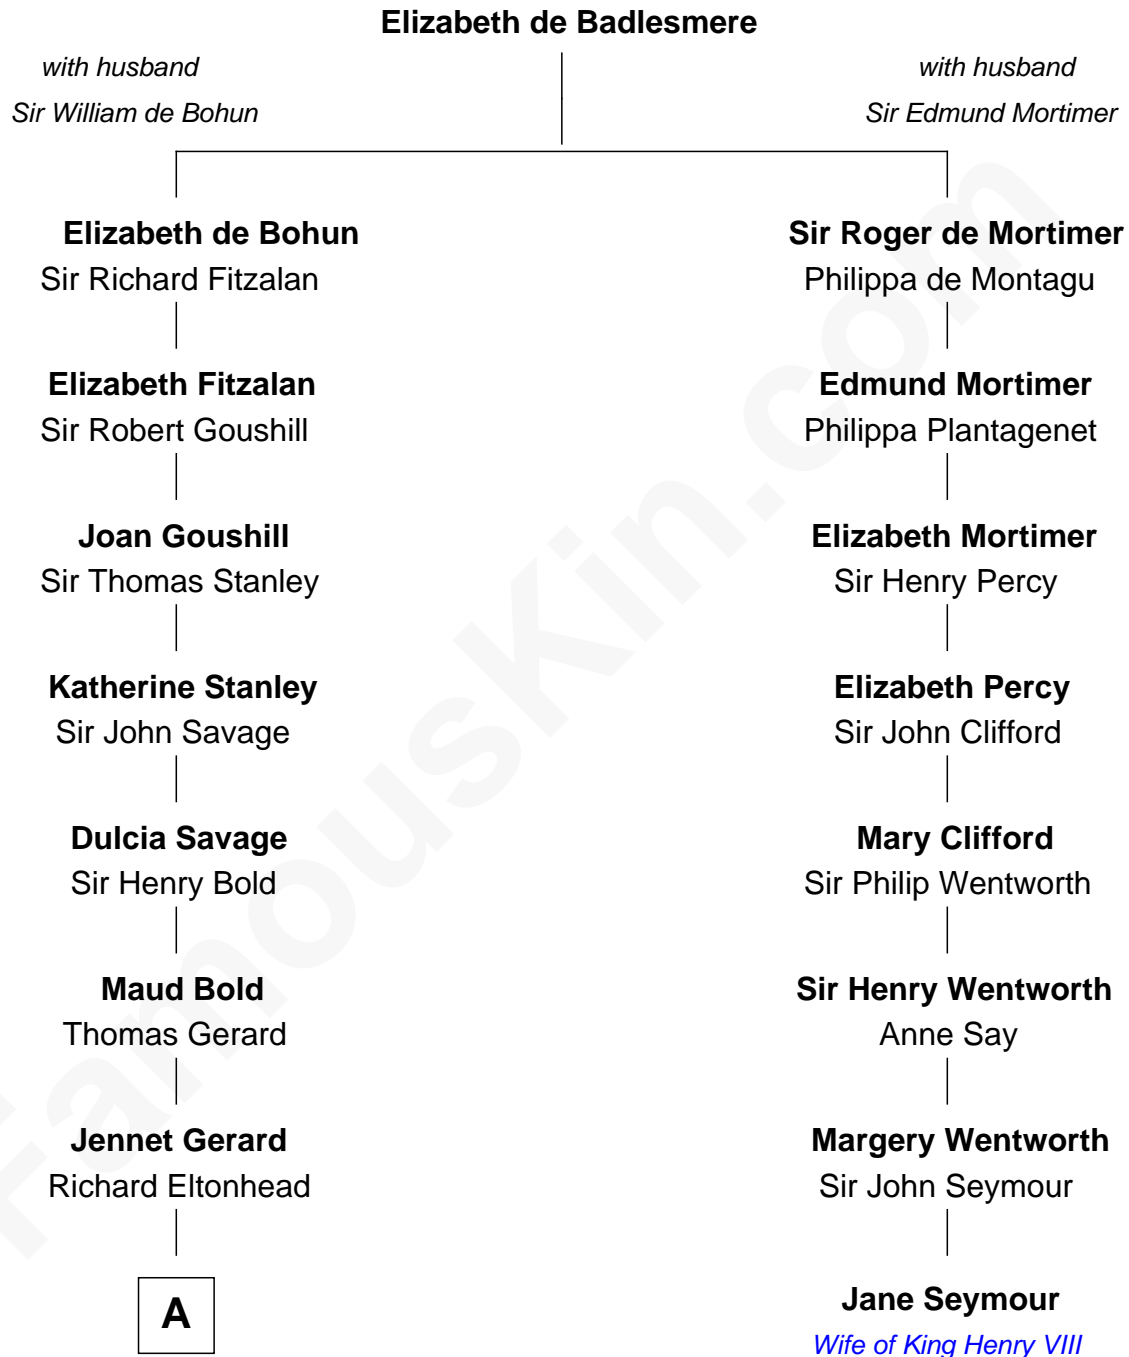 Elizabeth de Badlesmere
with husband
Sir William de Bohun
with husband
Sir Edmund Mortimer
Elizabeth de Bohun
Sir Richard Fitzalan
Sir Roger de Mortimer
Philippa de Montagu
Elizabeth Fitzalan
Sir Robert Goushill
Edmund Mortimer
Philippa Plantagenet
Joan Goushill
Sir Thomas Stanley
Elizabeth Mortimer
Sir Henry Percy
Katherine Stanley
Sir John Savage
Elizabeth Percy
Sir John Clifford
Dulcia Savage
Sir Henry Bold
Mary Clifford
Sir Philip Wentworth
Maud Bold
Thomas Gerard
Sir Henry Wentworth
Anne Say
Jennet Gerard
Richard Eltonhead
Margery Wentworth
Sir John Seymour
A
Jane Seymour
Wife of King Henry VIII
FamousKin.com